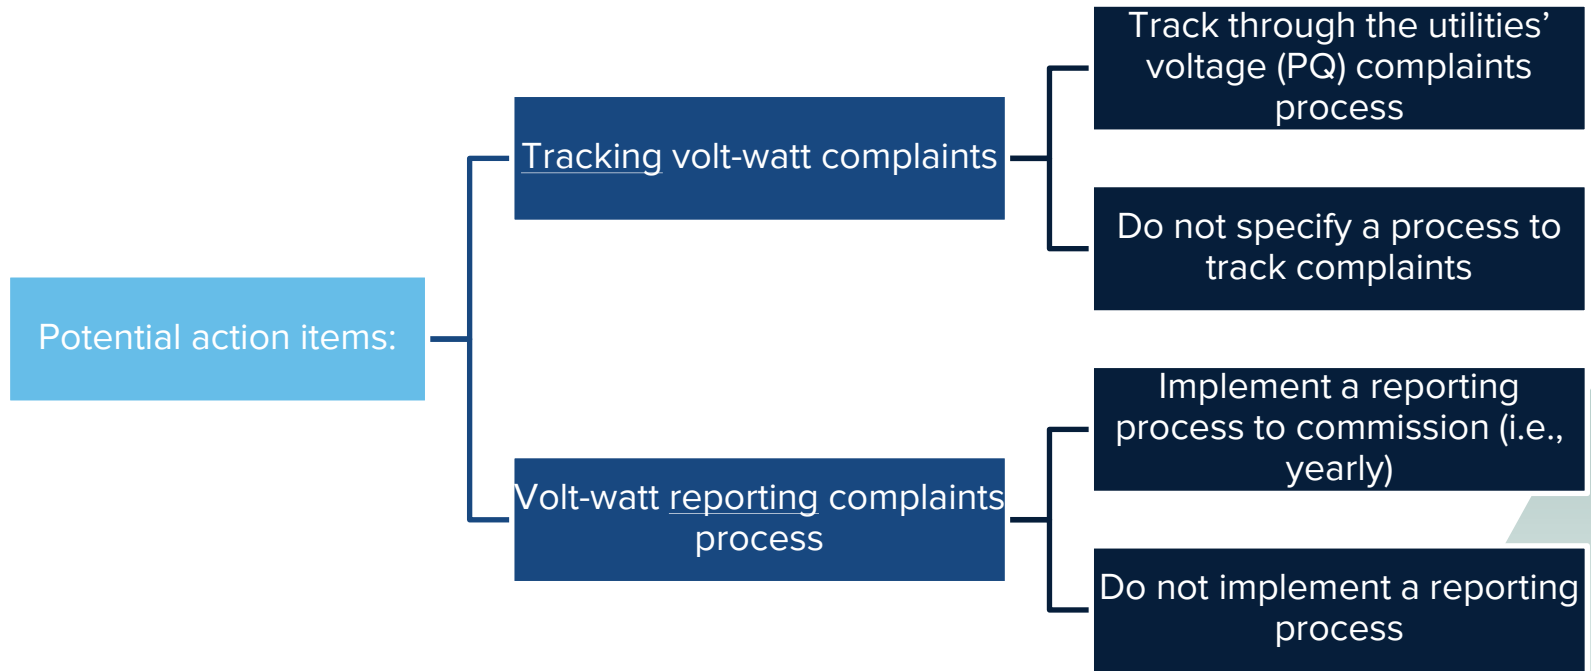 Potential action items:
Tracking volt-watt complaints
Track through the utilities’
voltage (PQ) complaints
process
Do not specify a process to
track complaints
Volt-watt reporting complaints
process
Implement a reporting
process to commission (i.e.,
yearly)
Do not implement a reporting
process